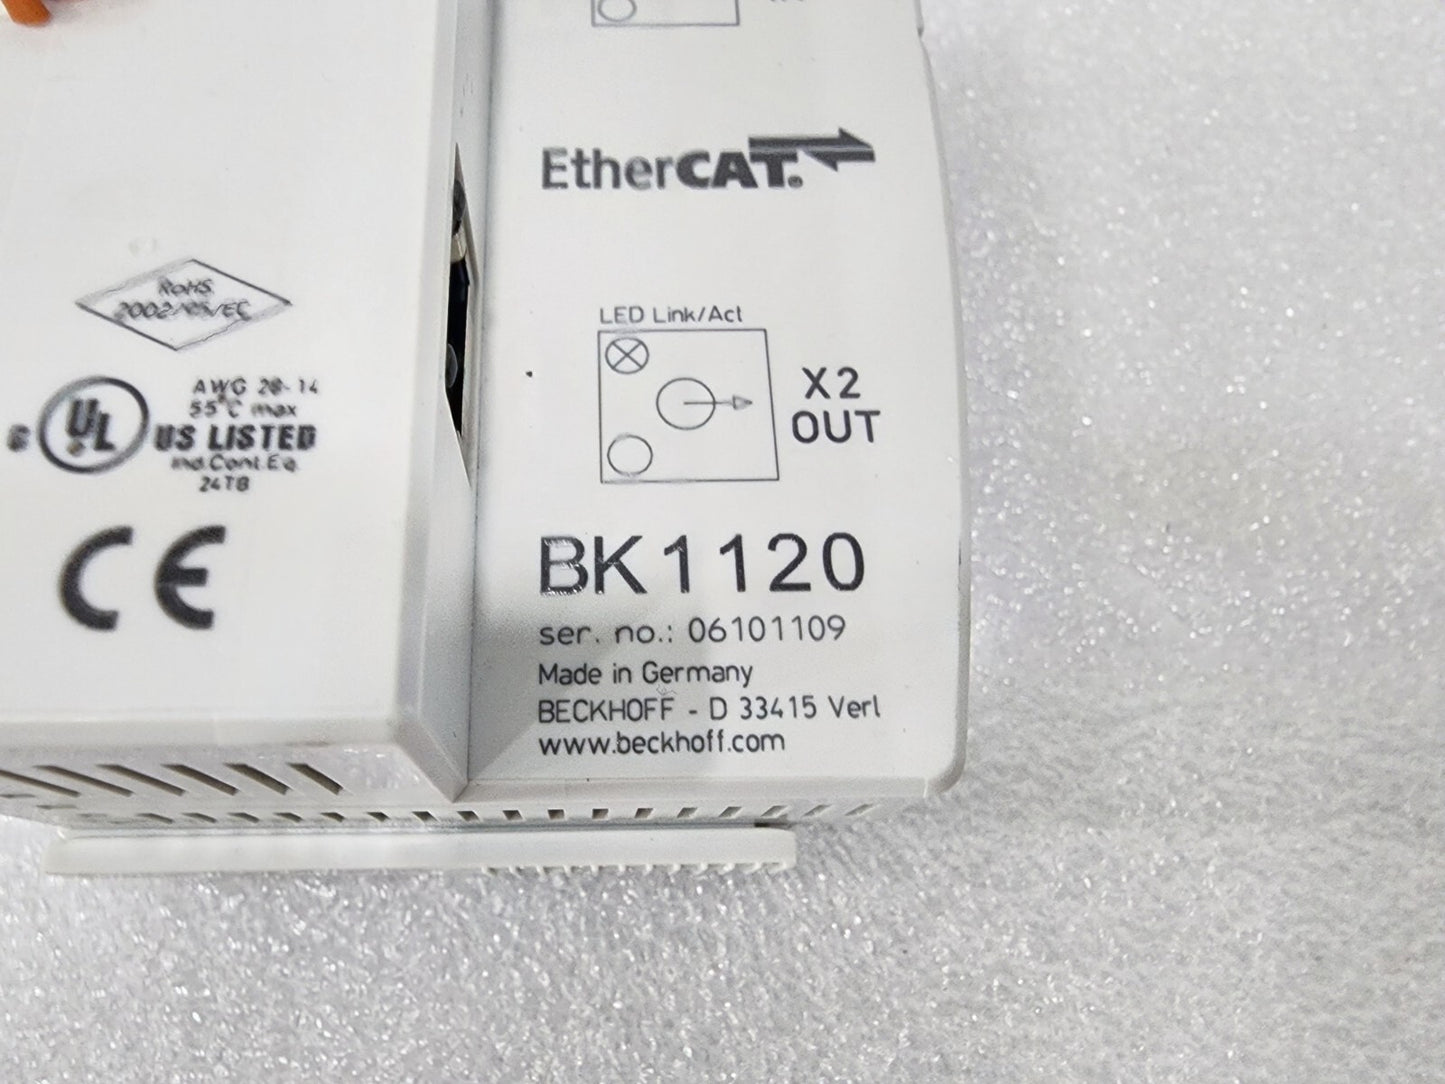 EtherCAT.
RoHS
2002/95/EC
LED Link/Act
X2
OUT
AWG 28-14
55°C max
c UL US LISTED
Ind.Cont.Eq.
24TB
CE
BK1120
ser. no.: 06101109
Made in Germany
BECKHOFF - D 33415 Verl
www.beckhoff.com